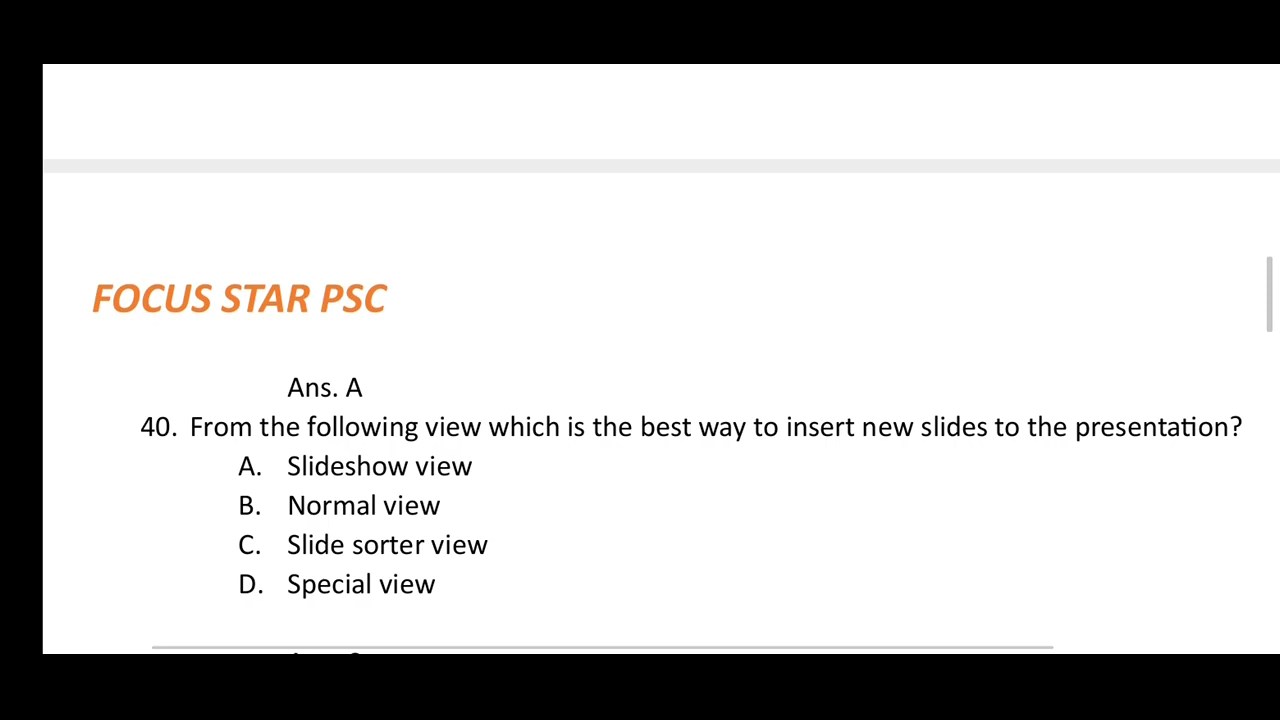 FOCUS STAR PSC
Ans. A
40. From the following view which is the best way to insert new slides to the presentation?
A. Slideshow view
B. Normal view
C. Slide sorter view
D. Special view